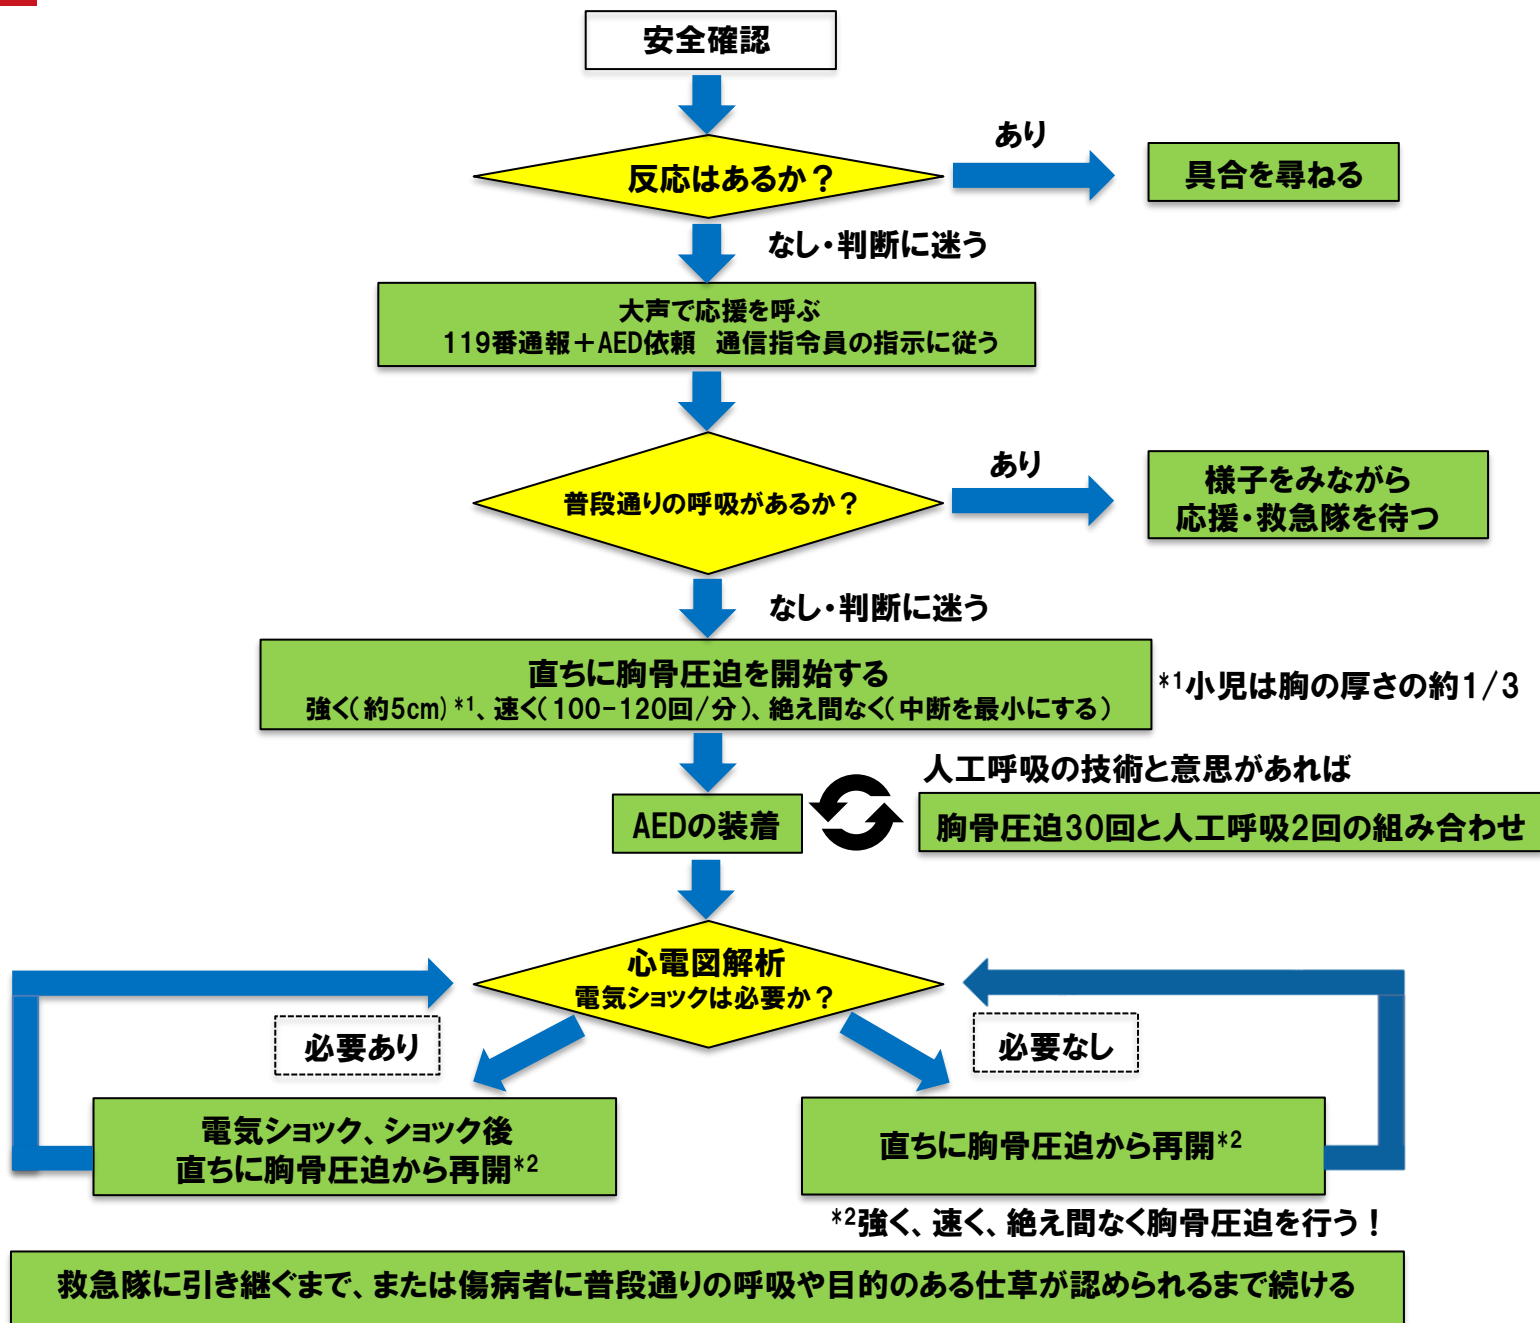 安全確認
反応はあるか？
あり
具合を尋ねる
なし・判断に迷う
大声で応援を呼ぶ
119番通報＋AED依頼　通信指令員の指示に従う
普段通りの呼吸があるか？
あり
様子をみながら
応援・救急隊を待つ
なし・判断に迷う
直ちに胸骨圧迫を開始する
強く（約5cm）*1、速く（100-120回/分）、絶え間なく（中断を最小にする）
*1小児は胸の厚さの約1/3
人工呼吸の技術と意思があれば
AEDの装着
胸骨圧迫30回と人工呼吸2回の組み合わせ
心電図解析
電気ショックは必要か？
必要あり
必要なし
電気ショック、ショック後
直ちに胸骨圧迫から再開*2
直ちに胸骨圧迫から再開*2
*2強く、速く、絶え間なく胸骨圧迫を行う！
救急隊に引き継ぐまで、または傷病者に普段通りの呼吸や目的のある仕草が認められるまで続ける